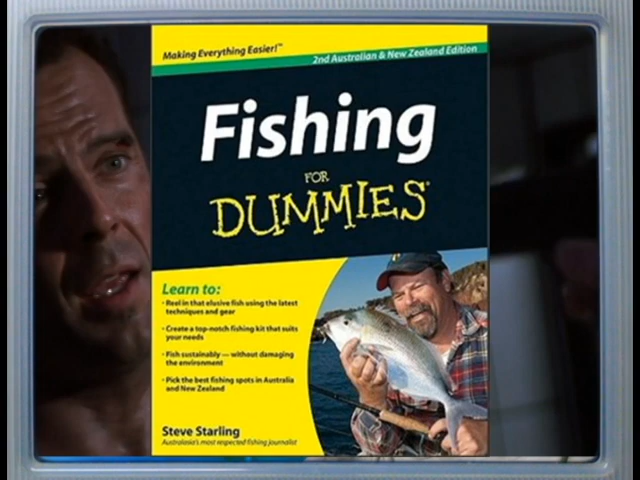 Making Everything Easier!™
2nd Australian & New Zealand Edition
Fishing
FOR
DUMMIES®
Learn to:
• Reel in that elusive fish using the latest
techniques and gear
• Create a top-notch fishing kit that suits
your needs
• Fish sustainably — without damaging
the environment
• Pick the best fishing spots in Australia
and New Zealand
Steve Starling
Australasia's most respected fishing journalist